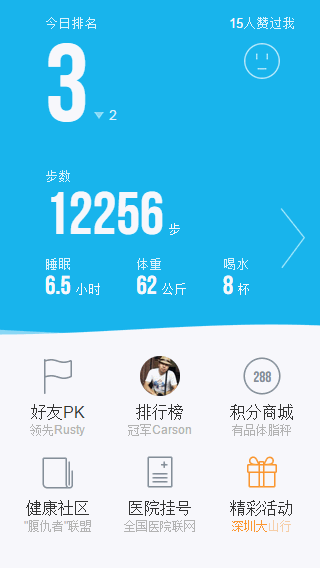 今日排名 15人赞过我
3 2
步数
12256 步
睡眠 体重 喝水
6.5 小时 62 公斤 8 杯
288
好友PK 排行榜 积分商城
领先Rusty 冠军Carson 有品体脂秤
健康社区 医院挂号 精彩活动
"腹仇者"联盟 全国医院联网 深圳大山行